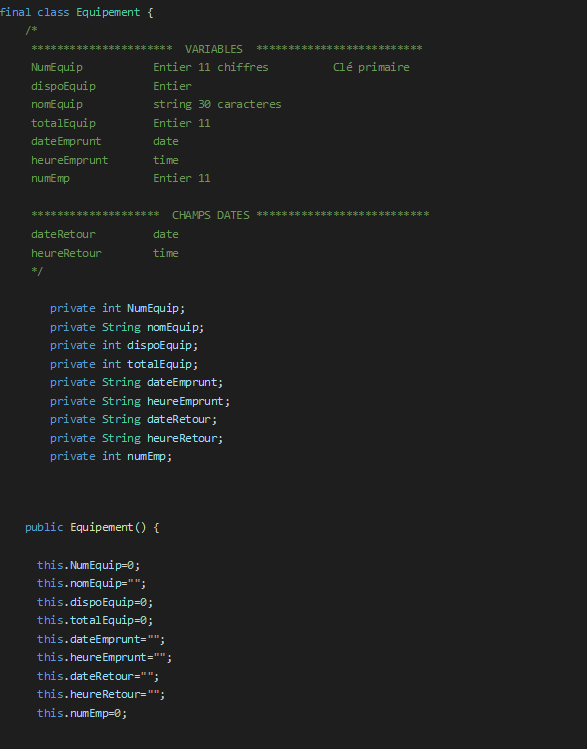 final class Equipement {
/*
********************** VARIABLES **************************
NumEquip Entier 11 chiffres Clé primaire
dispoEquip Entier
nomEquip string 30 caracteres
totalEquip Entier 11
dateEmprunt date
heureEmprunt time
numEmp Entier 11
******************** CHAMPS DATES ***************************
dateRetour date
heureRetour time
*/
private int NumEquip;
private String nomEquip;
private int dispoEquip;
private int totalEquip;
private String dateEmprunt;
private String heureEmprunt;
private String dateRetour;
private String heureRetour;
private int numEmp;
public Equipement() {
this.NumEquip=0;
this.nomEquip="";
this.dispoEquip=0;
this.totalEquip=0;
this.dateEmprunt="";
this.heureEmprunt="";
this.dateRetour="";
this.heureRetour="";
this.numEmp=0;